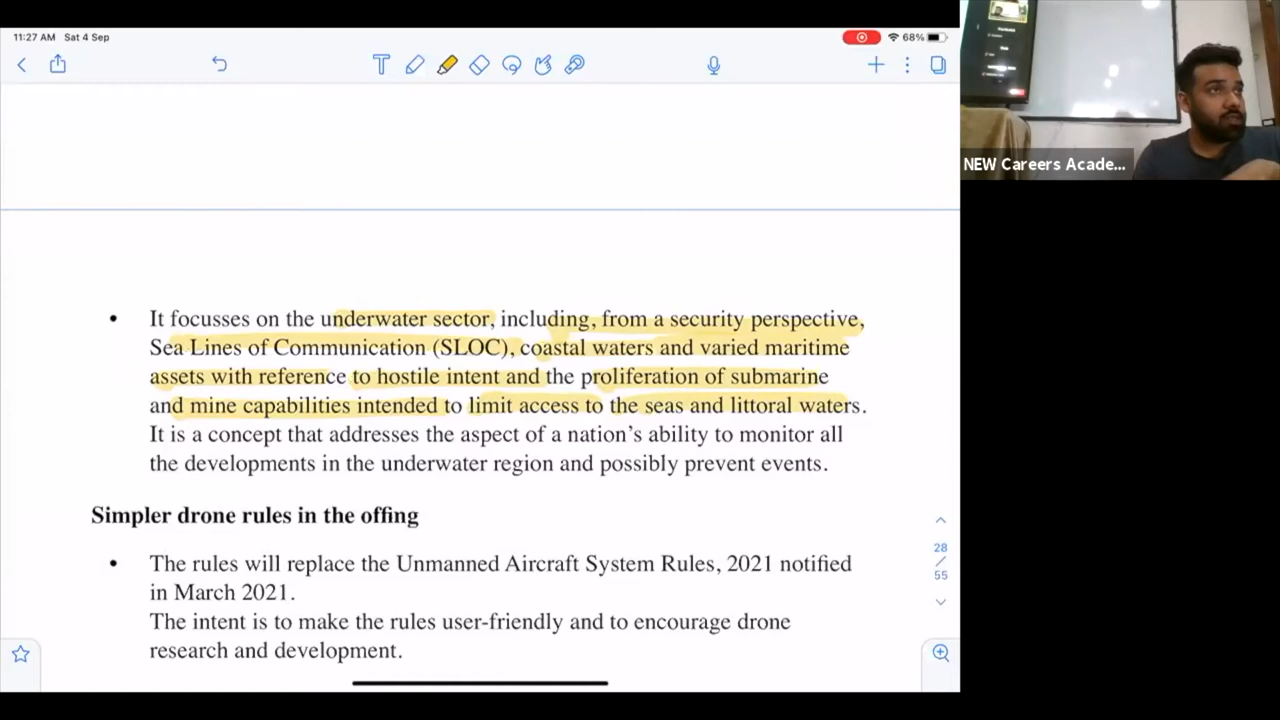 11:27 AM Sat 4 Sep
68%
NEW Careers Acade...
• It focusses on the underwater sector, including, from a security perspective,
Sea Lines of Communication (SLOC), coastal waters and varied maritime
assets with reference to hostile intent and the proliferation of submarine
and mine capabilities intended to limit access to the seas and littoral waters.
It is a concept that addresses the aspect of a nation's ability to monitor all
the developments in the underwater region and possibly prevent events.
Simpler drone rules in the offing
• The rules will replace the Unmanned Aircraft System Rules, 2021 notified
in March 2021.
The intent is to make the rules user-friendly and to encourage drone
research and development.
28
/
55